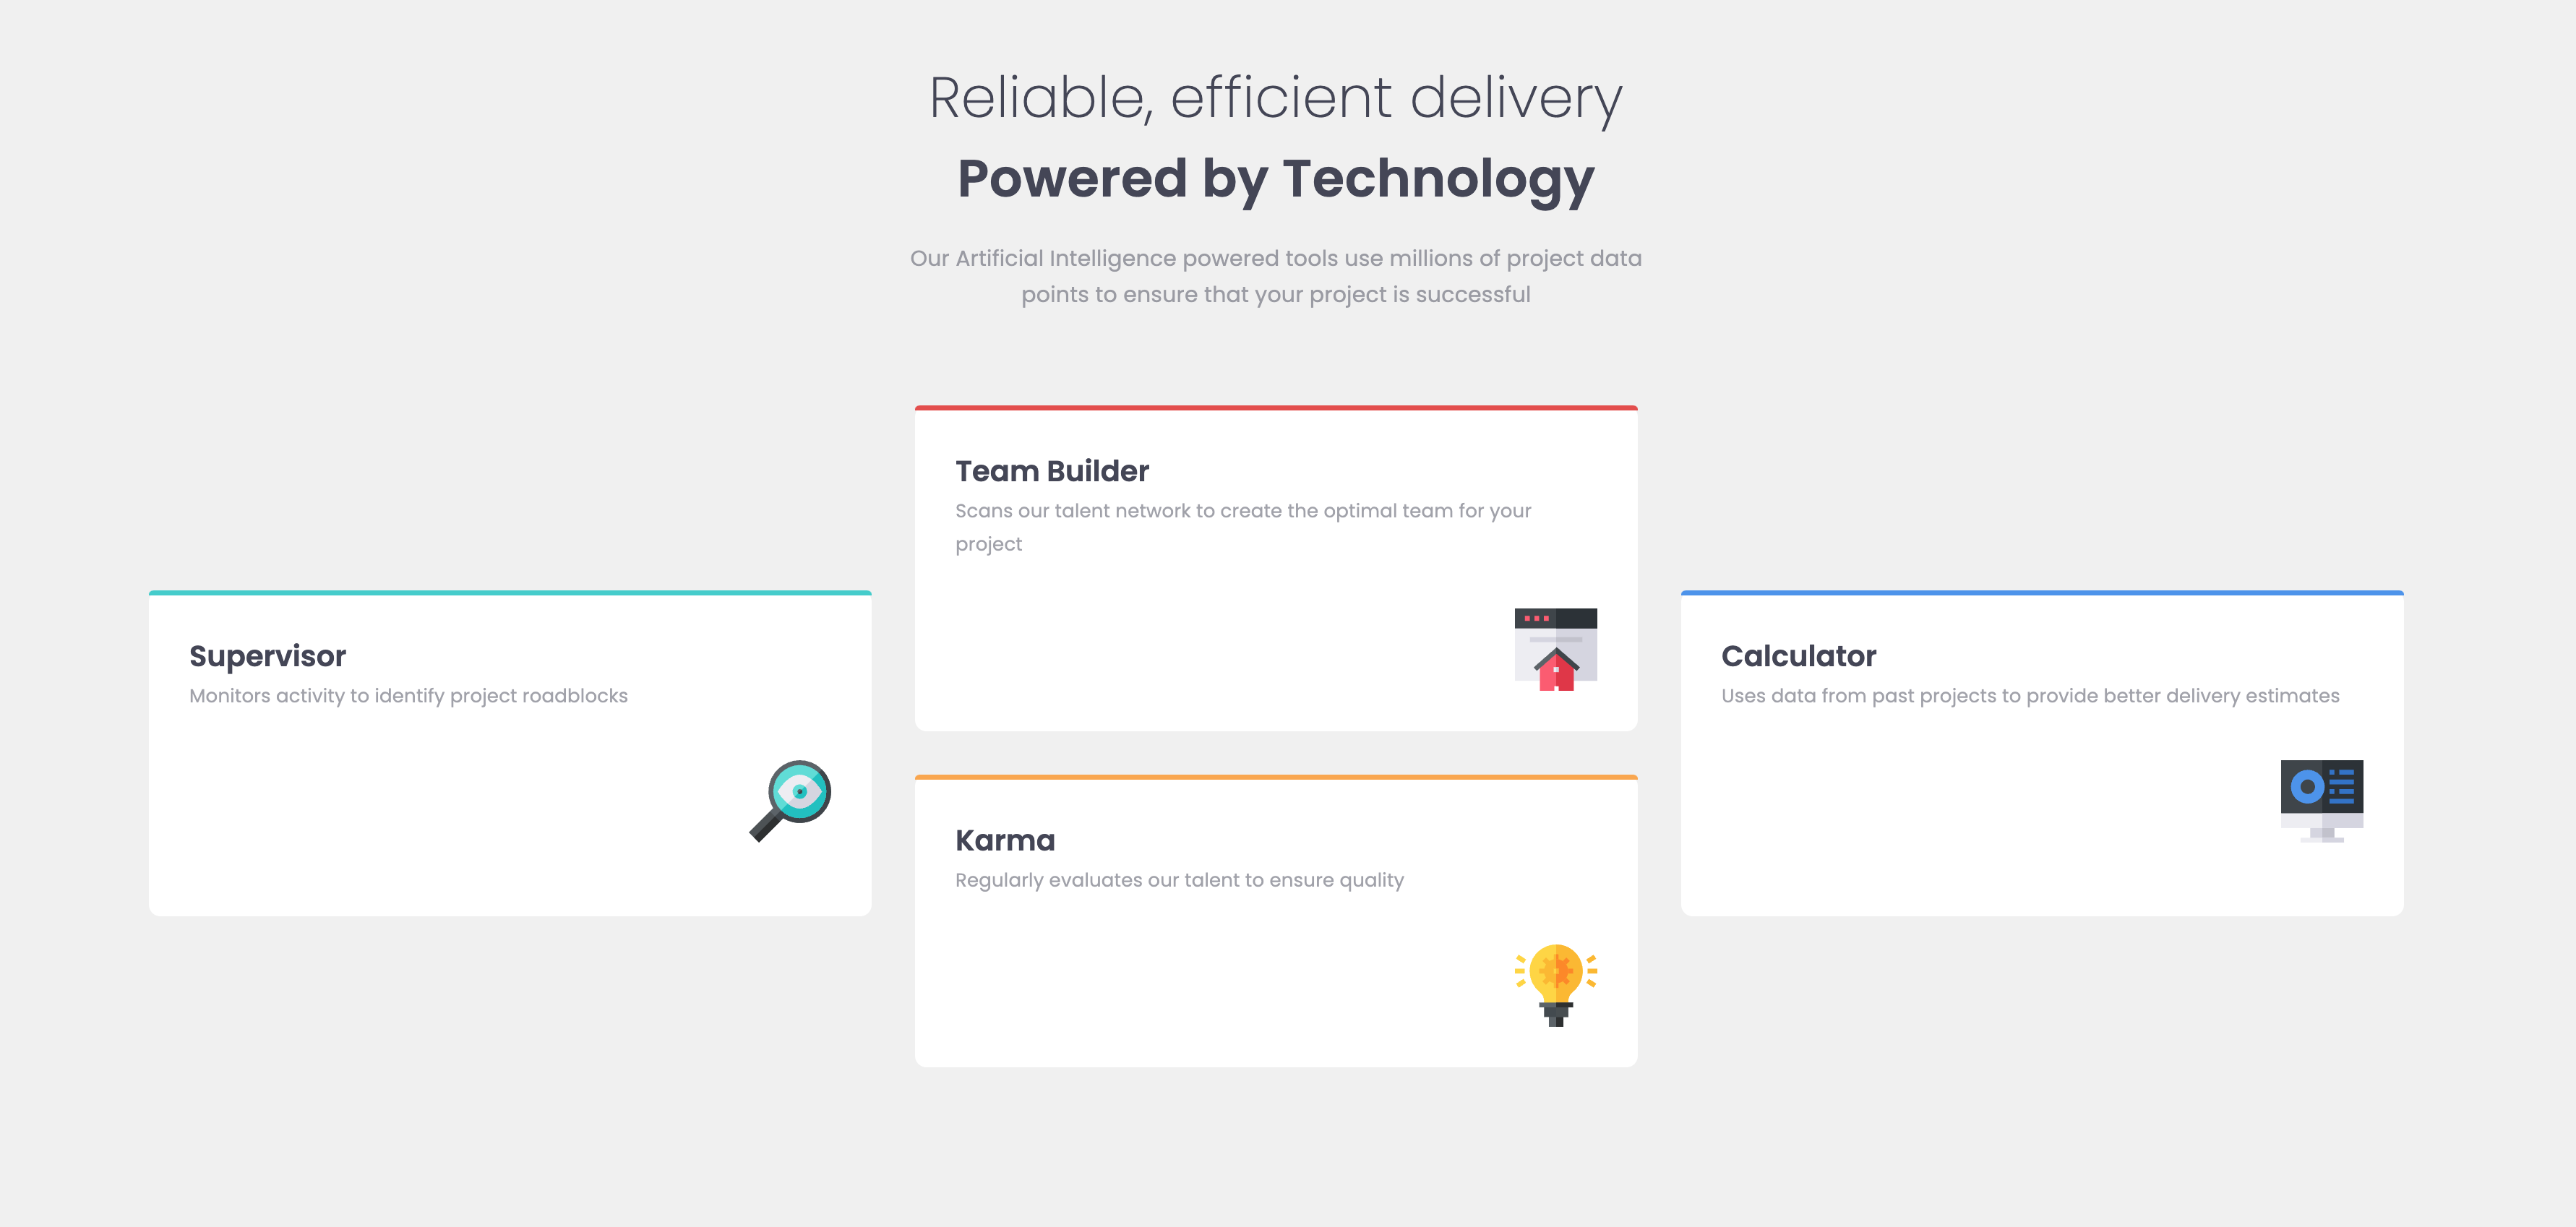 Reliable, efficient delivery
Powered by Technology
Our Artificial Intelligence powered tools use millions of project data
points to ensure that your project is successful
Supervisor
Monitors activity to identify project roadblocks
Team Builder
Scans our talent network to create the optimal team for your
project
Karma
Regularly evaluates our talent to ensure quality
Calculator
Uses data from past projects to provide better delivery estimates